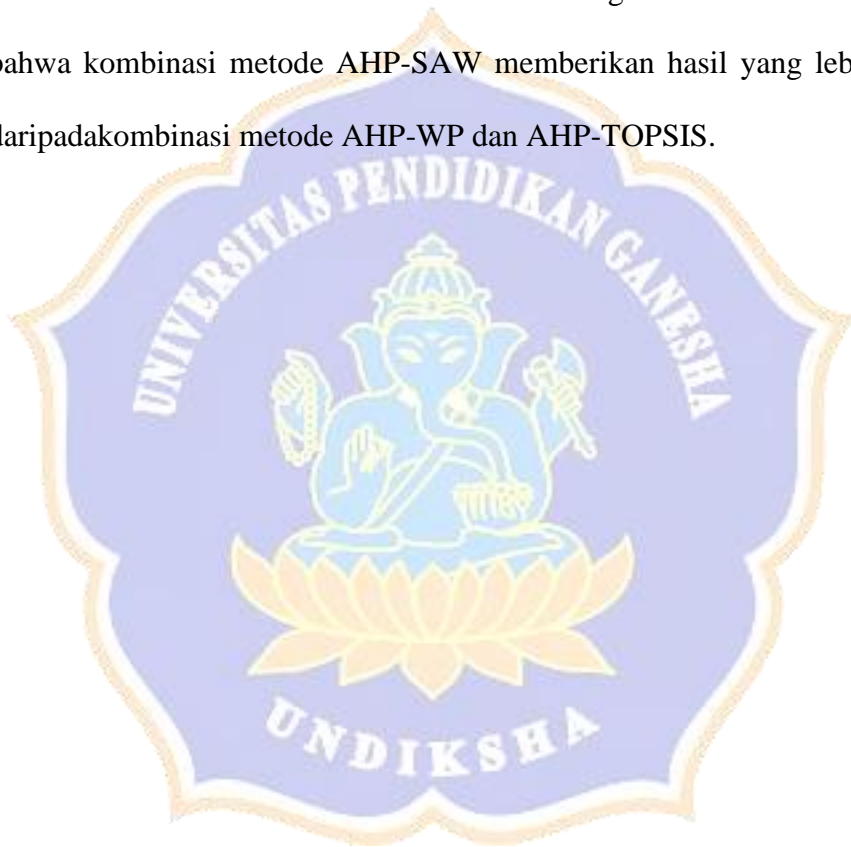 bahwa kombinasi metode AHP-SAW memberikan hasil yang leb
daripadakombinasi metode AHP-WP dan AHP-TOPSIS.
UNIVERSITAS PENDIDIKAN GANESHA
UNDIKSHA